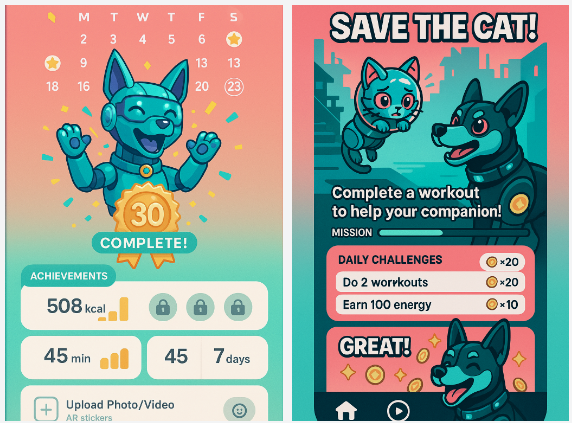 M T W T F S
2 3 4 5 6
9 13 13
18 16 20 23
30
COMPLETE!
ACHIEVEMENTS
508 kcal
45 min
45
7 days
Upload Photo/Video
AR stickers
SAVE THE CAT!
Complete a workout
to help your companion!
MISSION
DAILY CHALLENGES
×20
Do 2 workouts
×20
Earn 100 energy
×10
GREAT!